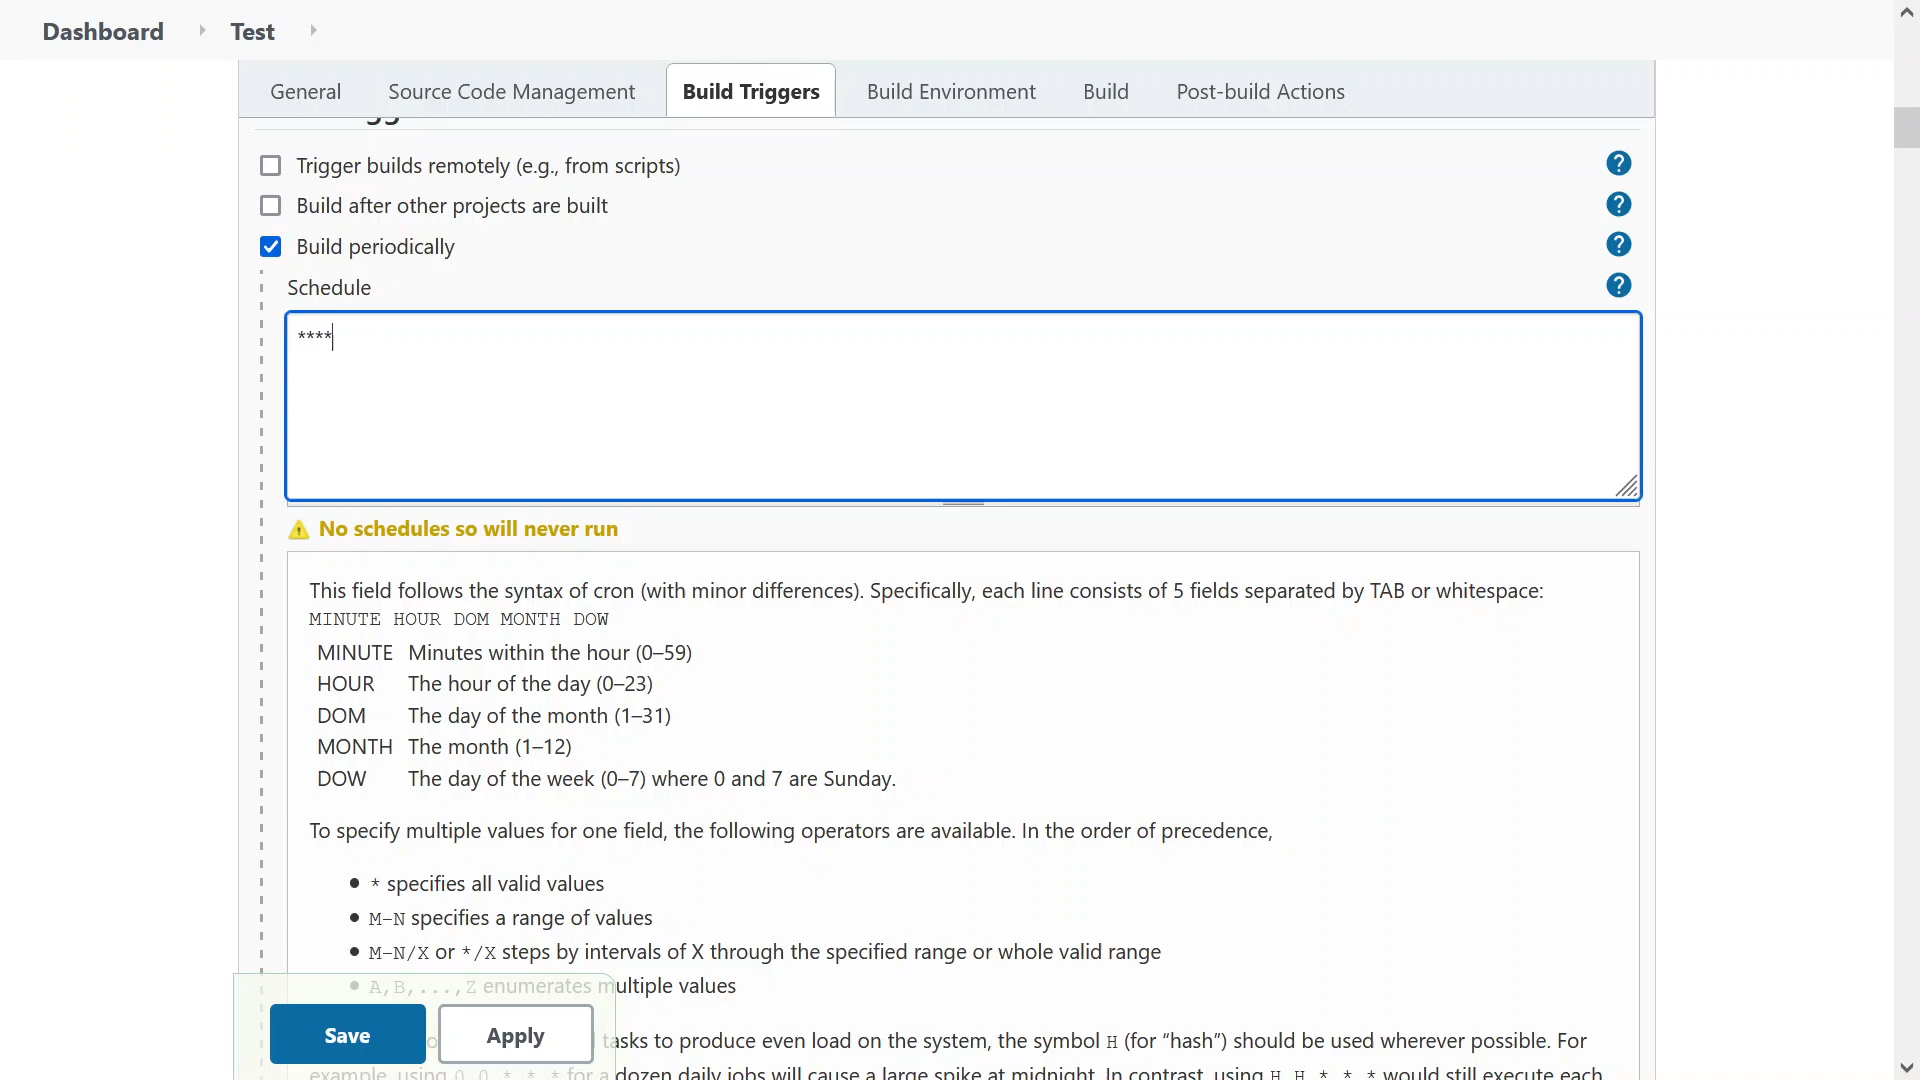 Dashboard Test
General Source Code Management Build Triggers Build Environment Build Post-build Actions
Trigger builds remotely (e.g., from scripts)
Build after other projects are built
Build periodically
Schedule
****
No schedules so will never run
This field follows the syntax of cron (with minor differences). Specifically, each line consists of 5 fields separated by TAB or whitespace:
MINUTE HOUR DOM MONTH DOW
MINUTE Minutes within the hour (0–59)
HOUR The hour of the day (0–23)
DOM The day of the month (1–31)
MONTH The month (1–12)
DOW The day of the week (0–7) where 0 and 7 are Sunday.
To specify multiple values for one field, the following operators are available. In the order of precedence,
* specifies all valid values
M-N specifies a range of values
M-N/X or */X steps by intervals of X through the specified range or whole valid range
A,B,...,Z enumerates multiple values
Save Apply
tasks to produce even load on the system, the symbol H (for “hash”) should be used wherever possible. For
example, using 0 0 * * * for a dozen daily jobs will cause a large spike at midnight. In contrast, using H H * * * would still execute each